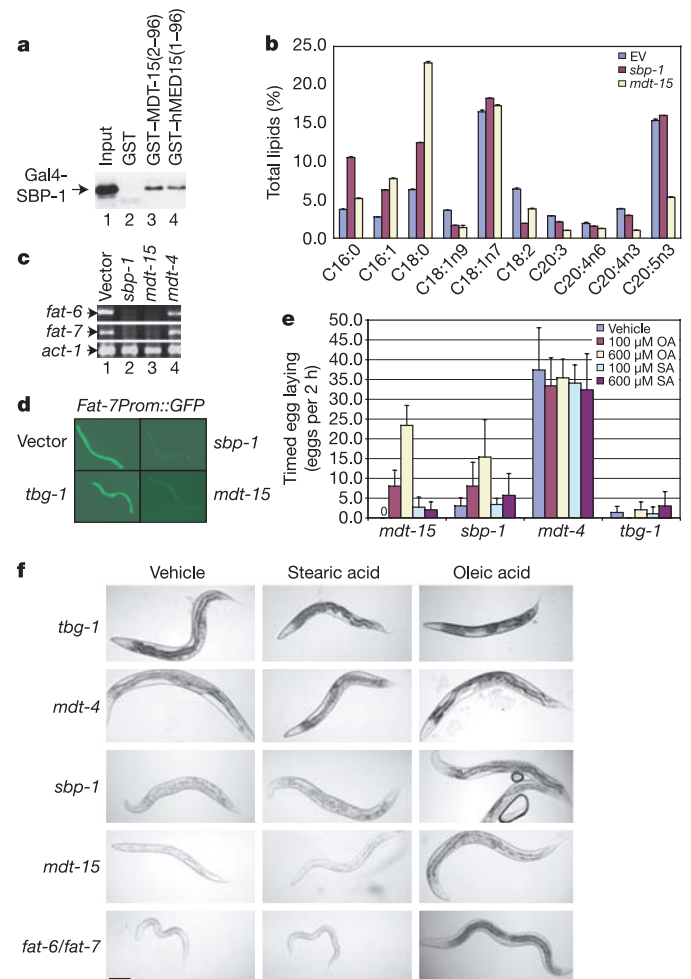 a
Input
GST
GST–MDT-15(2–96)
GST–hMED15(1–96)
Gal4-
SBP-1
1 2 3 4
b
Total lipids (%)
25.0
20.0
15.0
10.0
5.0
0.0
EV
sbp-1
mdt-15
C16:0
C16:1
C18:0
C18:1n9
C18:1n7
C18:2
C20:3
C20:4n6
C20:4n3
C20:5n3
c
Vector
sbp-1
mdt-15
mdt-4
fat-6
fat-7
act-1
1 2 3 4
d
Fat-7Prom::GFP
Vector
sbp-1
tbg-1
mdt-15
e
Timed egg laying
(eggs per 2 h)
50.0
45.0
40.0
35.0
30.0
25.0
20.0
15.0
10.0
5.0
0.0
0
Vehicle
100 µM OA
600 µM OA
100 µM SA
600 µM SA
mdt-15 sbp-1 mdt-4 tbg-1
f
Vehicle Stearic acid Oleic acid
tbg-1
mdt-4
sbp-1
mdt-15
fat-6/fat-7